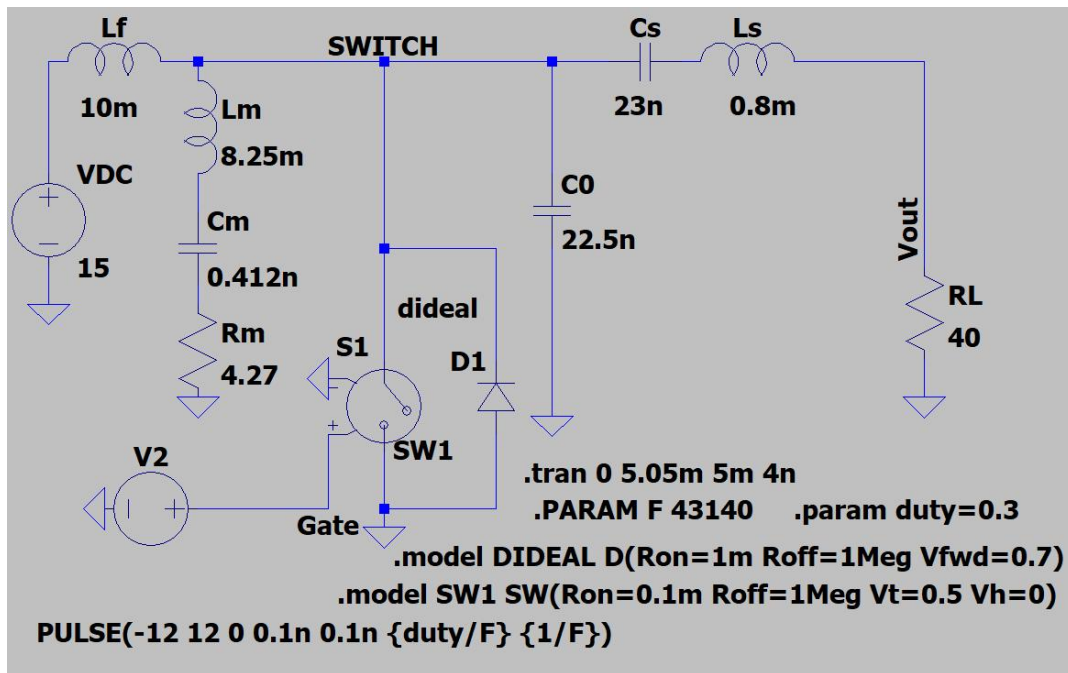 Lf
SWITCH
Cs
Ls
10m
Lm
23n
0.8m
8.25m
VDC
C0
Cm
Vout
22.5n
15
0.412n
RL
dideal
Rm
40
S1
D1
4.27
SW1
V2
.tran 0 5.05m 5m 4n
Gate
.PARAM F 43140
.param duty=0.3
.model DIDEAL D(Ron=1m Roff=1Meg Vfwd=0.7)
.model SW1 SW(Ron=0.1m Roff=1Meg Vt=0.5 Vh=0)
PULSE(-12 12 0 0.1n 0.1n {duty/F} {1/F})